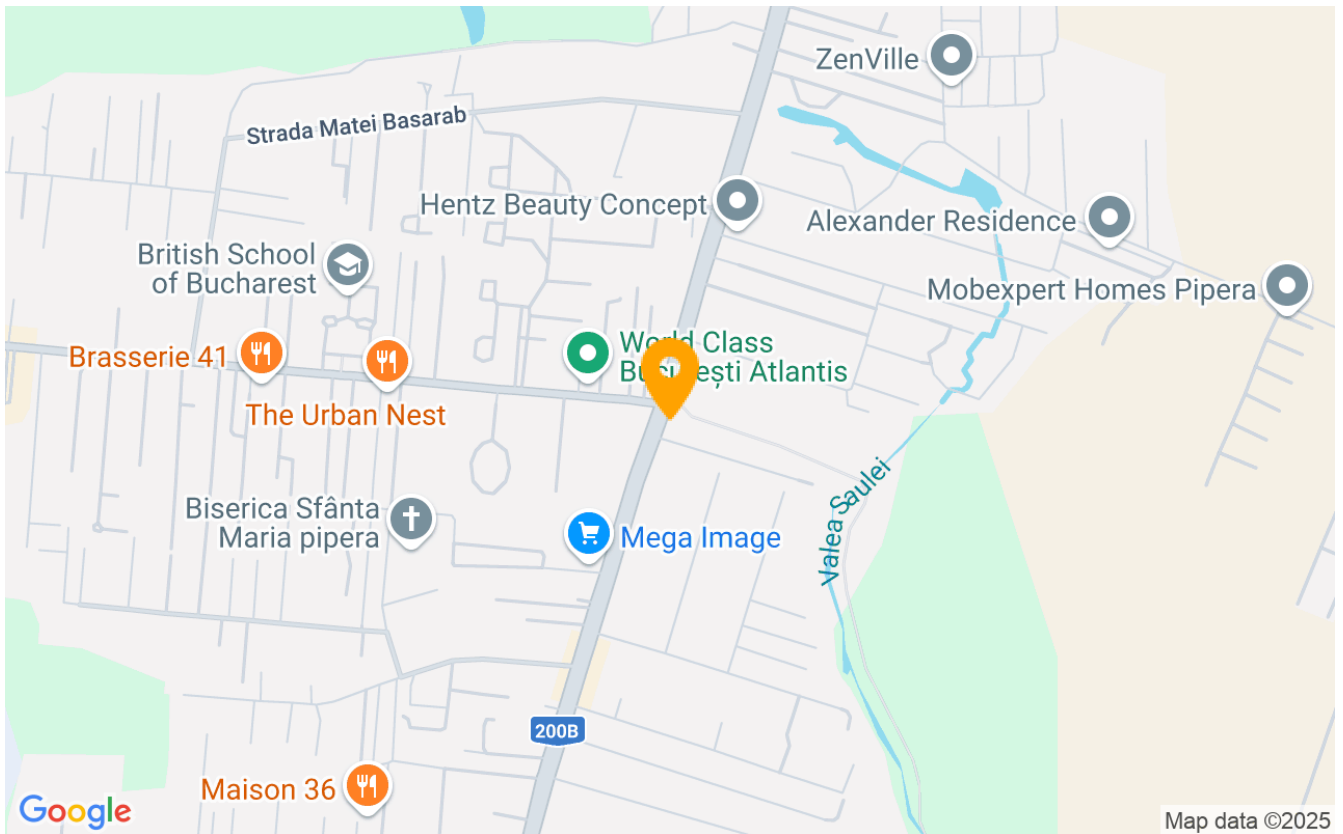 ZenVille
Strada Matei Basarab
Hentz Beauty Concept
Alexander Residence
British School
of Bucharest
Mobexpert Homes Pipera
World Class
București Atlantis
Brasserie 41
The Urban Nest
Valea Saulei
Biserica Sfânta
Maria pipera
Mega Image
200B
Maison 36
Google
Map data ©2025